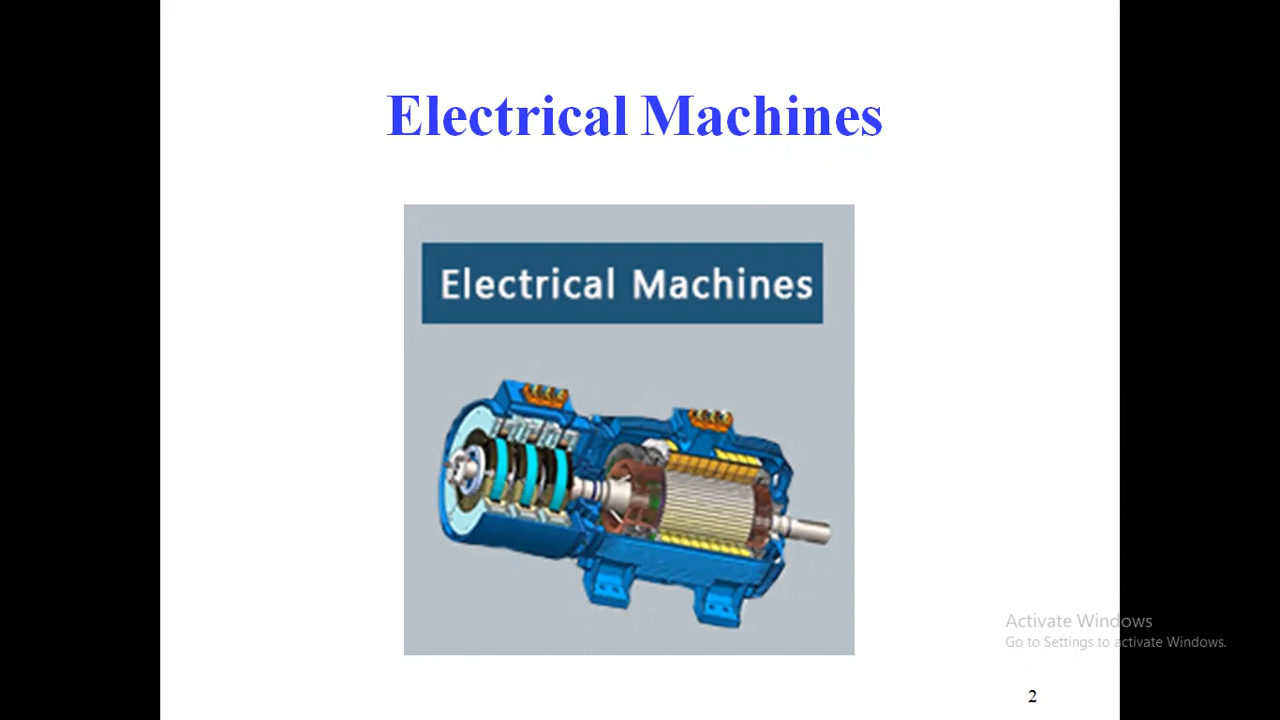 Electrical Machines
Electrical Machines
Activate Windows
Go to Settings to activate Windows.
2